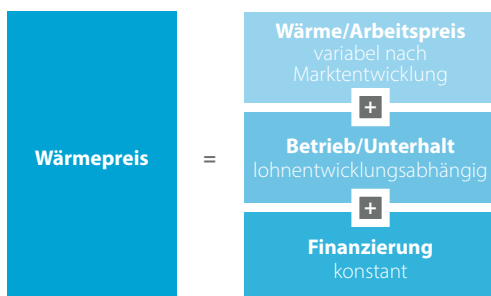 Wärmepreis
=
Wärme/Arbeitspreis
variabel nach
Marktentwicklung
+
Betrieb/Unterhalt
lohnentwicklungsabhängig
+
Finanzierung
konstant